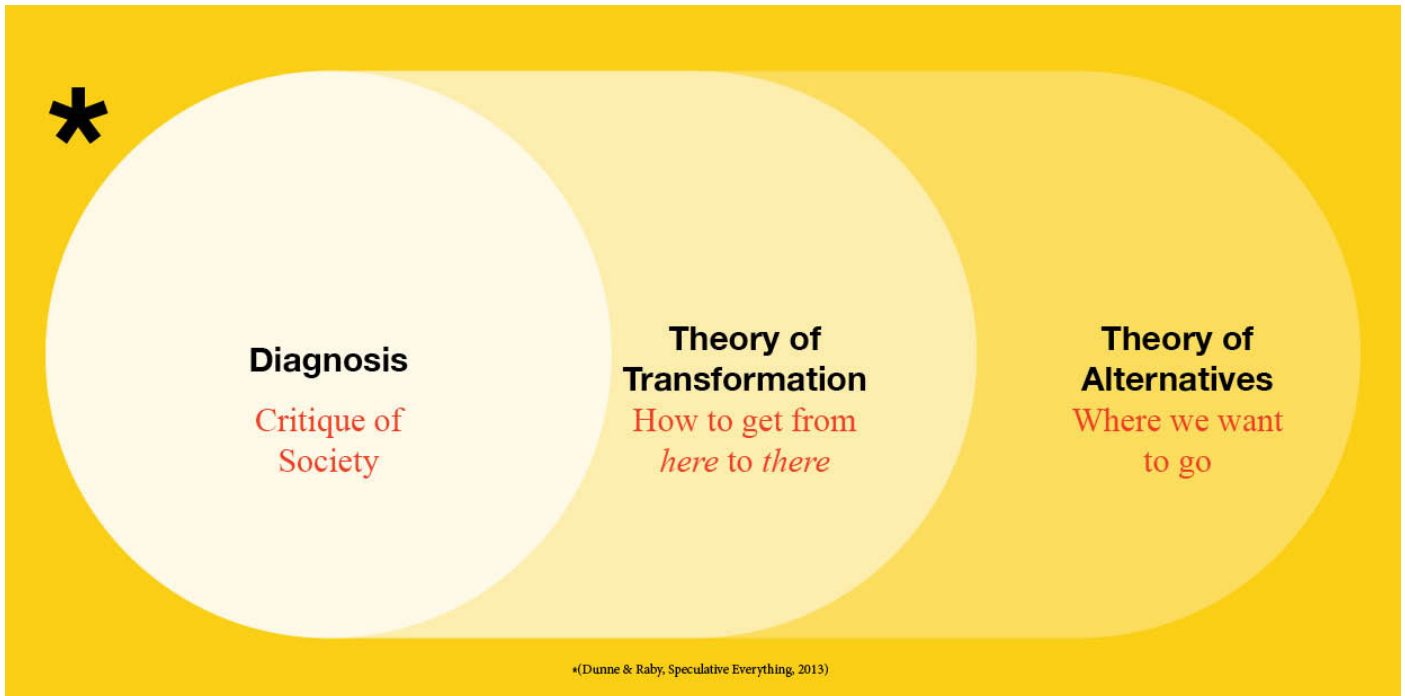 *
Diagnosis
Critique of
Society
Theory of
Transformation
How to get from
here to there
Theory of
Alternatives
Where we want
to go
*(Dunne & Raby, Speculative Everything, 2013)